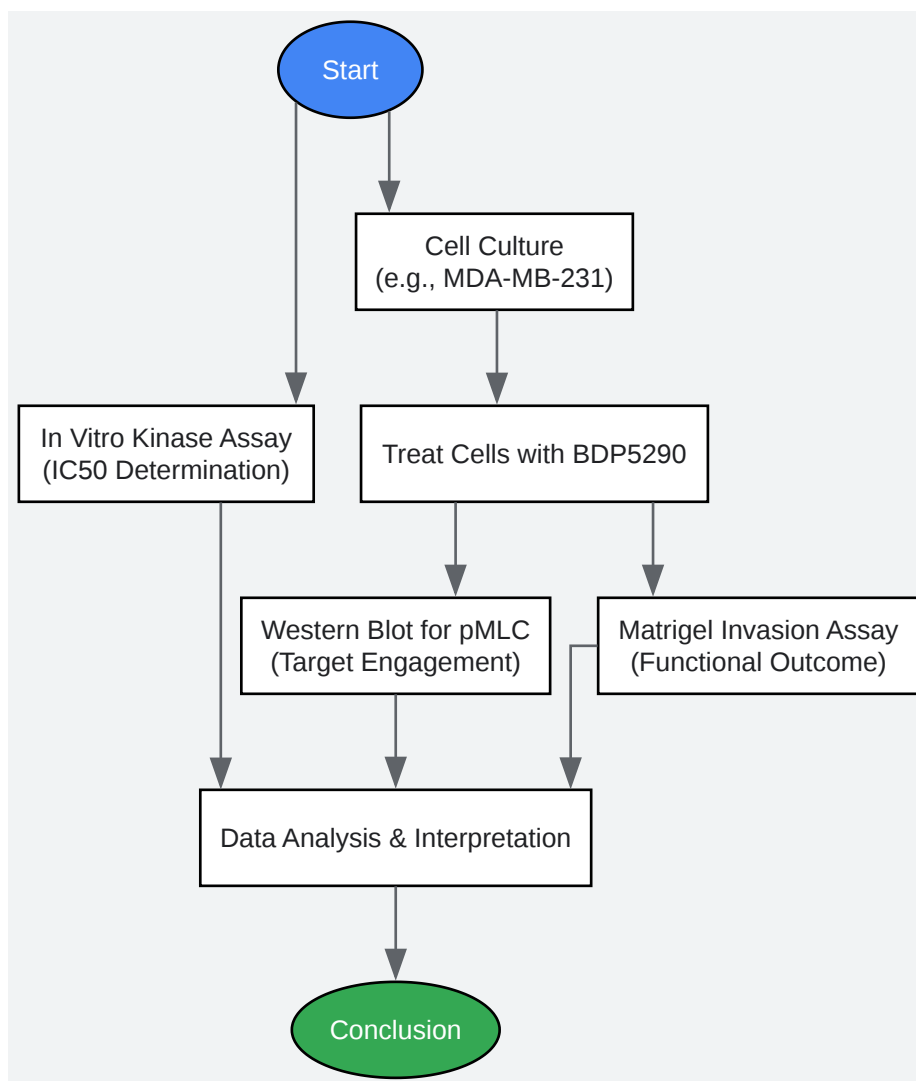 Start
Cell Culture
(e.g., MDA-MB-231)
In Vitro Kinase Assay
(IC50 Determination)
Treat Cells with BDP5290
Western Blot for pMLC
(Target Engagement)
Matrigel Invasion Assay
(Functional Outcome)
Data Analysis & Interpretation
Conclusion